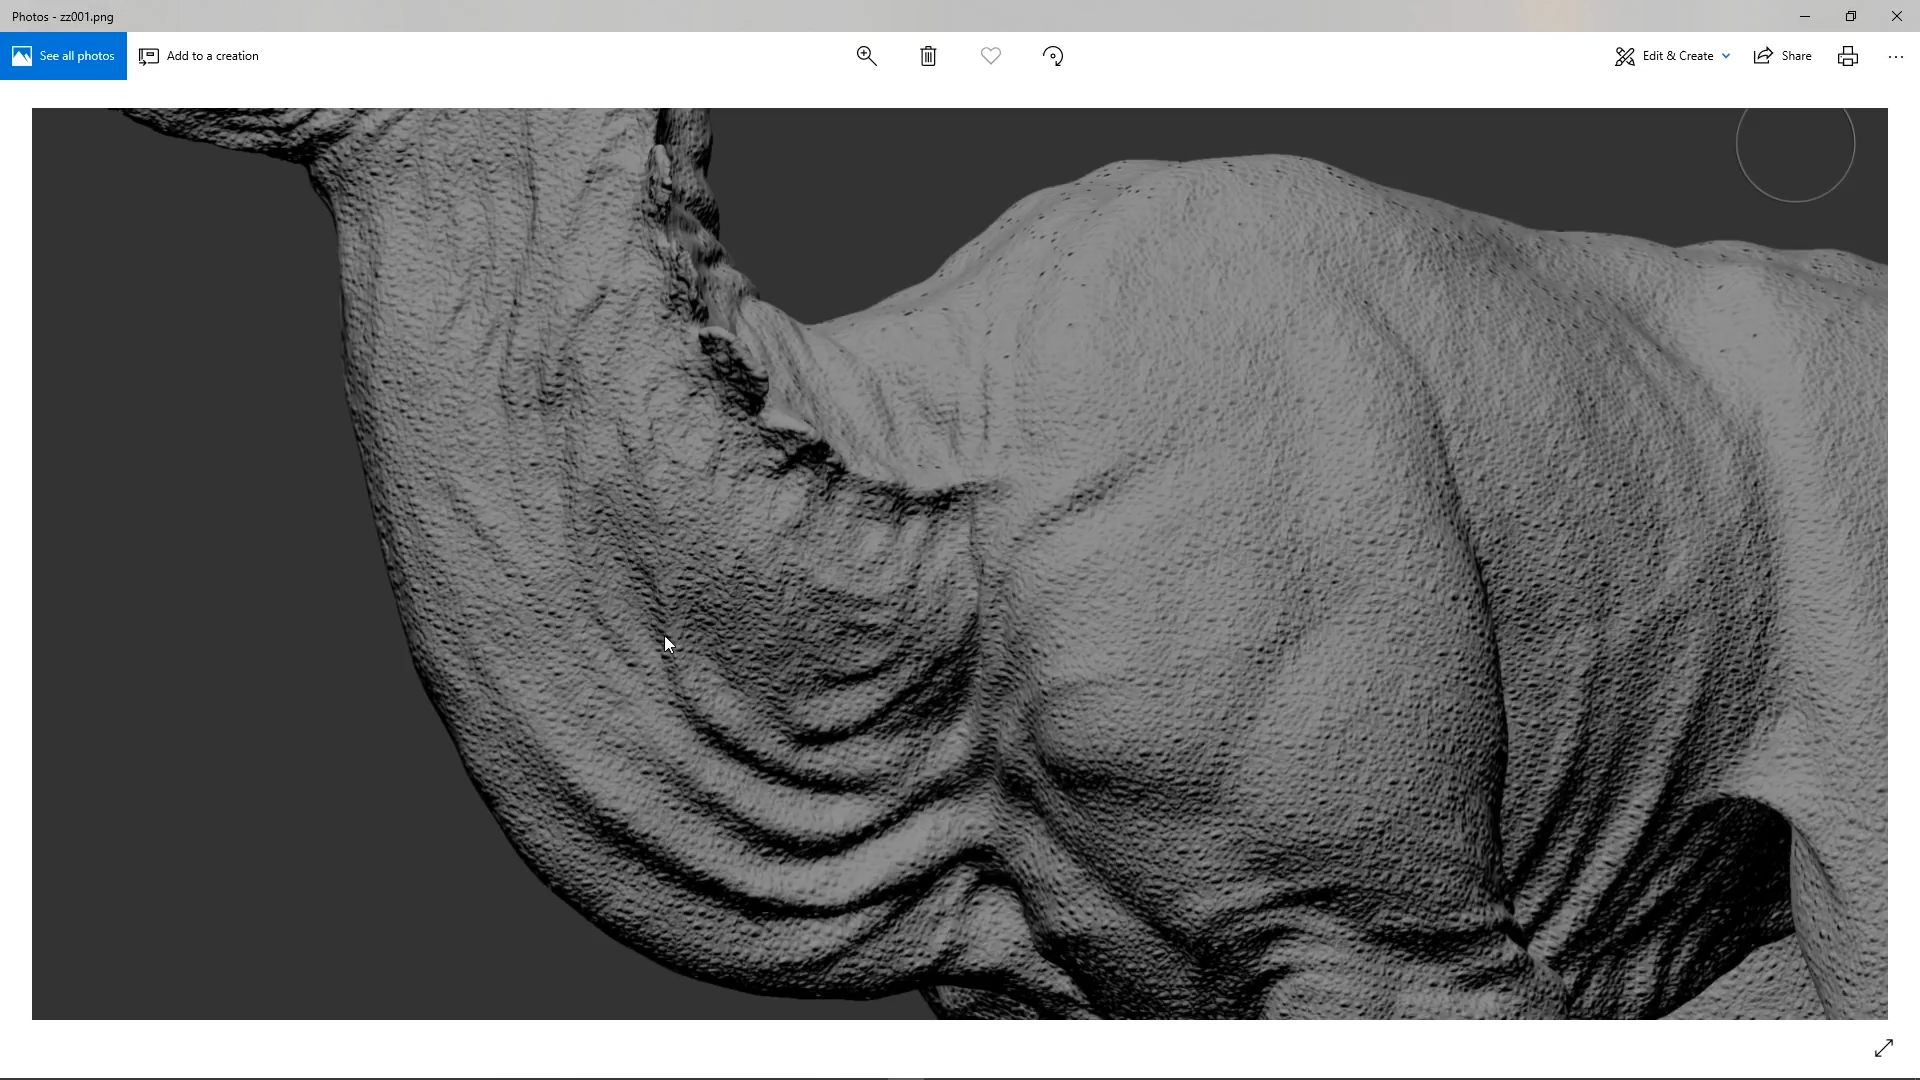 Photos - zz001.png
See all photos
Add to a creation
Edit & Create
Share